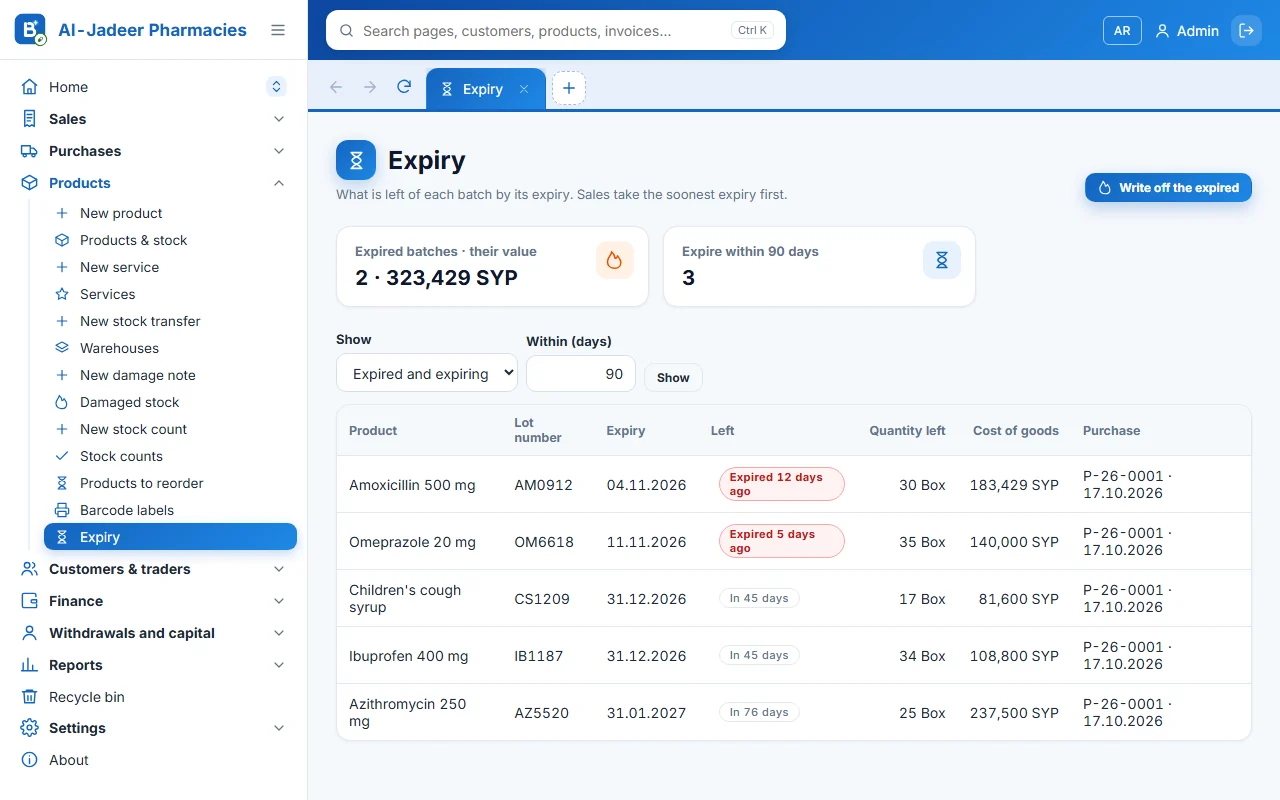 Al-Jadeer Pharmacies
Search pages, customers, products, invoices...
Ctrl K
AR
Admin
Home
Sales
Purchases
Products
New product
Products & stock
New service
Services
New stock transfer
Warehouses
New damage note
Damaged stock
New stock count
Stock counts
Products to reorder
Barcode labels
Expiry
Customers & traders
Finance
Withdrawals and capital
Reports
Recycle bin
Settings
About
Expiry
Expiry
What is left of each batch by its expiry. Sales take the soonest expiry first.
Write off the expired
Expired batches · their value
2 · 323,429 SYP
Expire within 90 days
3
Show
Within (days)
Expired and expiring
90
Show
Product Lot number Expiry Left Quantity left Cost of goods Purchase
Amoxicillin 500 mg AM0912 04.11.2026 Expired 12 days ago 30 Box 183,429 SYP P-26-0001 · 17.10.2026
Omeprazole 20 mg OM6618 11.11.2026 Expired 5 days ago 35 Box 140,000 SYP P-26-0001 · 17.10.2026
Children's cough syrup CS1209 31.12.2026 In 45 days 17 Box 81,600 SYP P-26-0001 · 17.10.2026
Ibuprofen 400 mg IB1187 31.12.2026 In 45 days 34 Box 108,800 SYP P-26-0001 · 17.10.2026
Azithromycin 250 mg AZ5520 31.01.2027 In 76 days 25 Box 237,500 SYP P-26-0001 · 17.10.2026